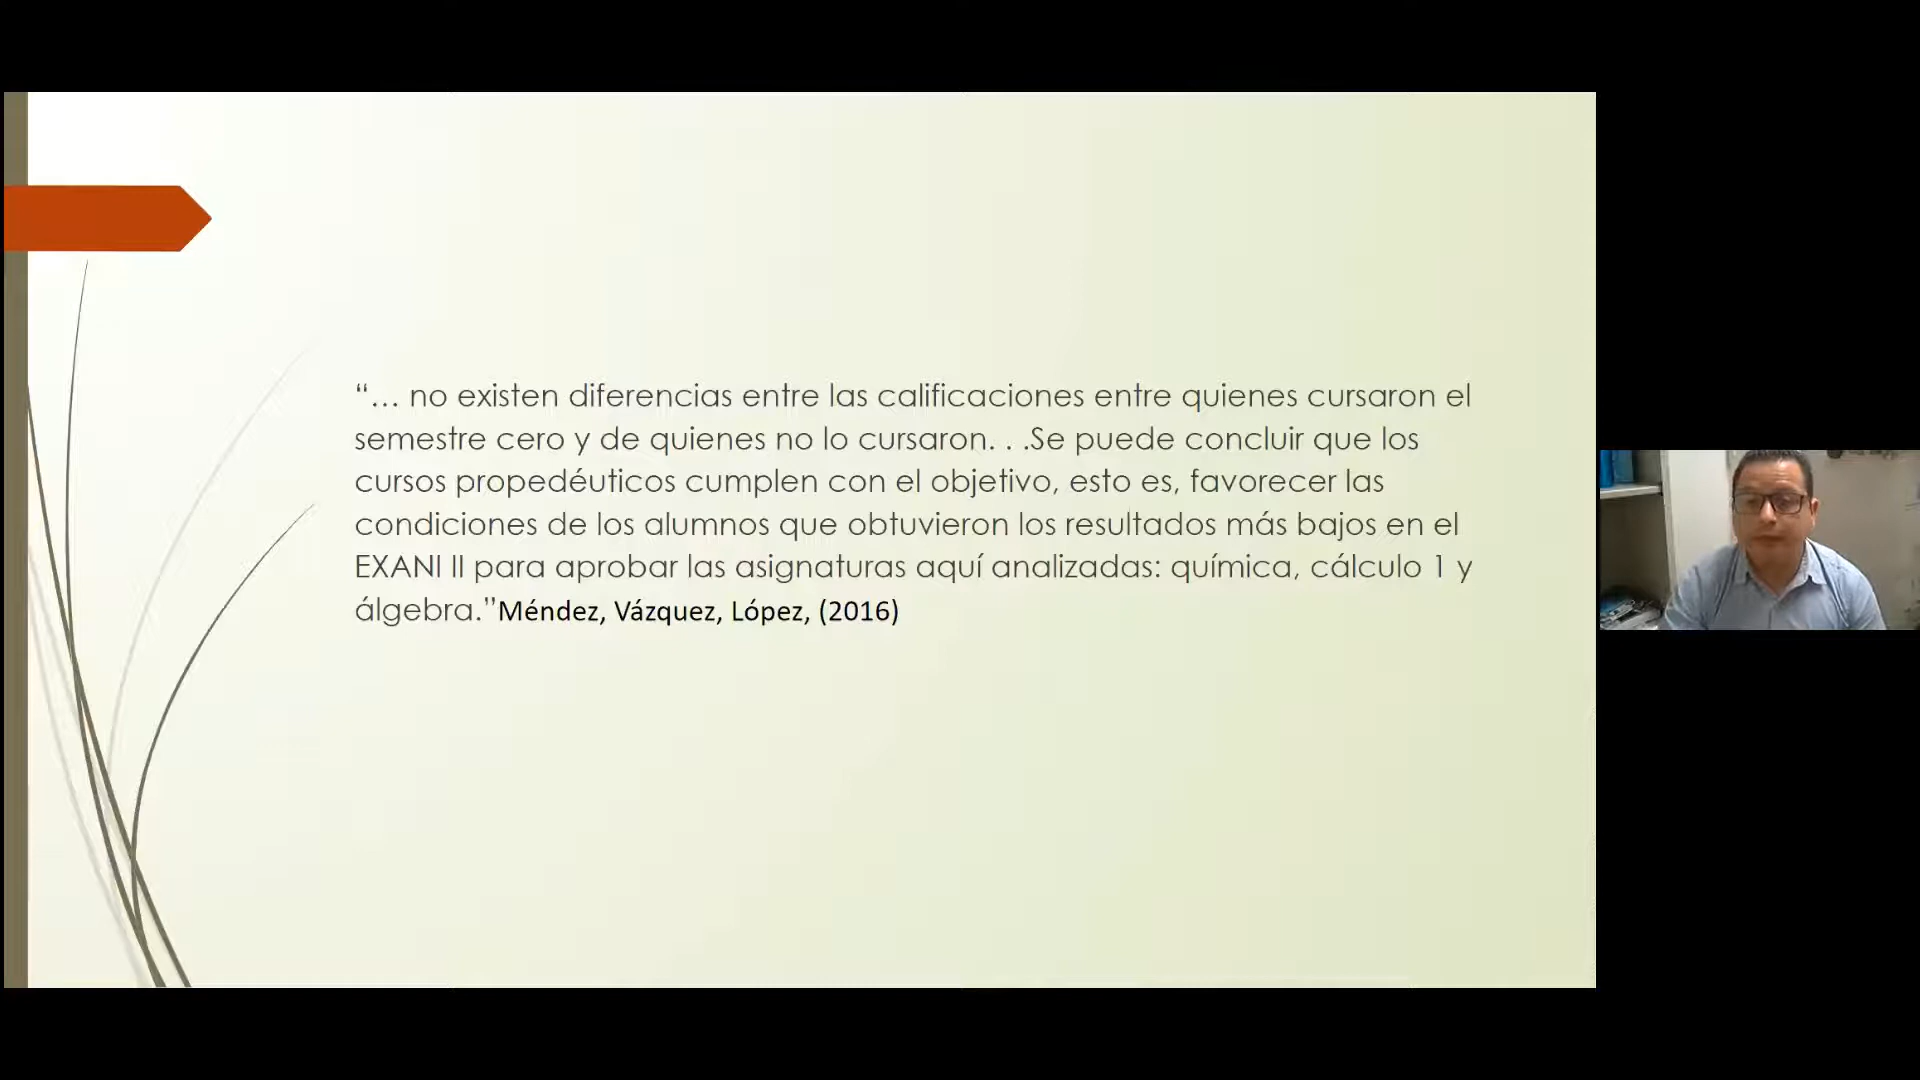 “… no existen diferencias entre las calificaciones entre quienes cursaron el
semestre cero y de quienes no lo cursaron. . .Se puede concluir que los
cursos propedéuticos cumplen con el objetivo, esto es, favorecer las
condiciones de los alumnos que obtuvieron los resultados más bajos en el
EXANI II para aprobar las asignaturas aquí analizadas: química, cálculo 1 y
álgebra.”Méndez, Vázquez, López, (2016)